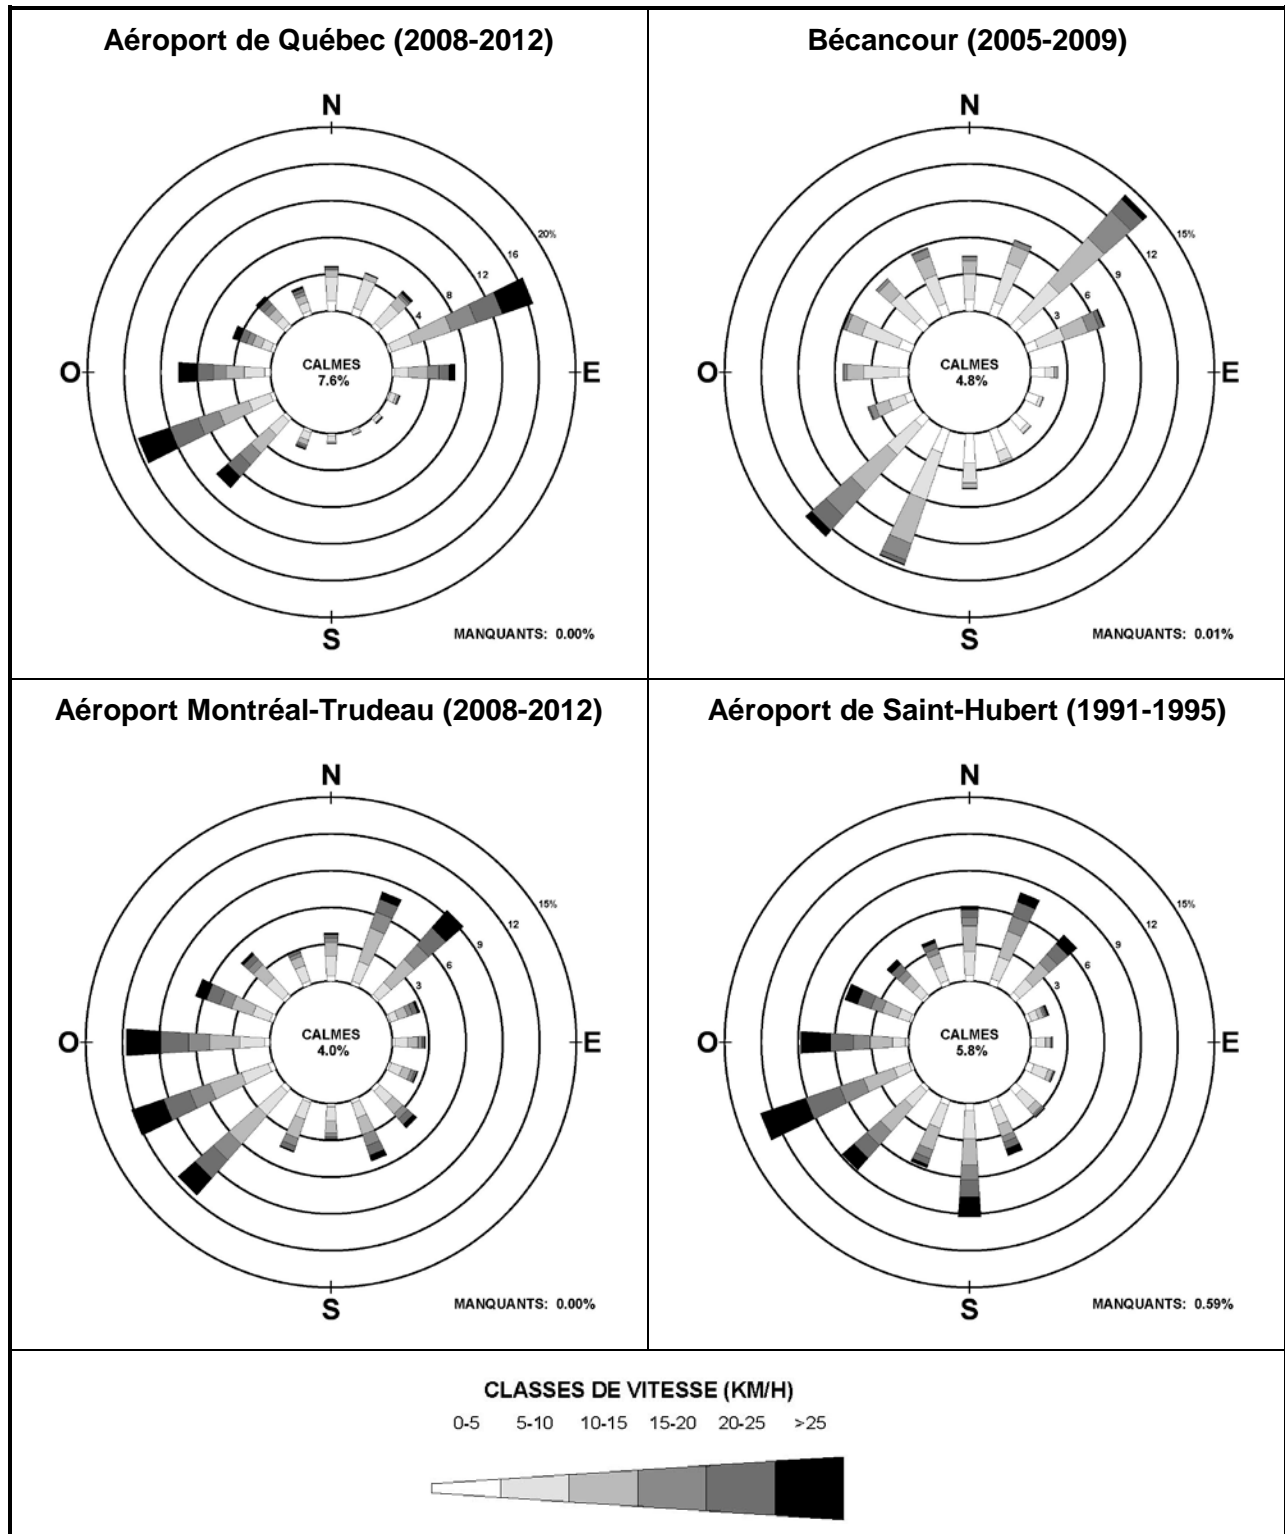 Aéroport de Québec (2008-2012)
N
20%
16
12
8
4
CALMES
7.6%
O
E
S
MANQUANTS: 0.00%
Bécancour (2005-2009)
N
15%
12
9
6
3
CALMES
4.8%
O
E
S
MANQUANTS: 0.01%
Aéroport Montréal-Trudeau (2008-2012)
N
15%
12
9
6
3
CALMES
4.0%
O
E
S
MANQUANTS: 0.00%
Aéroport de Saint-Hubert (1991-1995)
N
15%
12
9
6
3
CALMES
5.8%
O
E
S
MANQUANTS: 0.59%
CLASSES DE VITESSE (KM/H)
0-5 5-10 10-15 15-20 20-25 >25